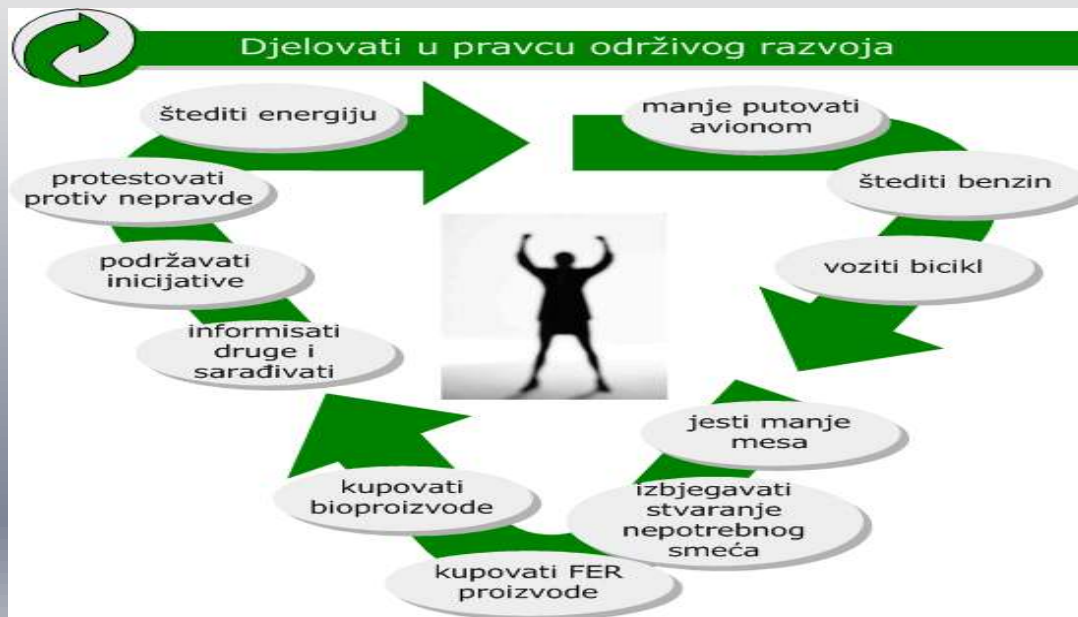 Djelovati u pravcu održivog razvoja
štediti energiju
manje putovati
avionom
protestovati
protiv nepravde
štediti benzin
podržavati
inicijative
voziti bicikl
informisati
druge i
sarađivati
jesti manje
mesa
kupovati
bioproizvode
izbjegavati
stvaranje
nepotrebnog
smeća
kupovati FER
proizvode